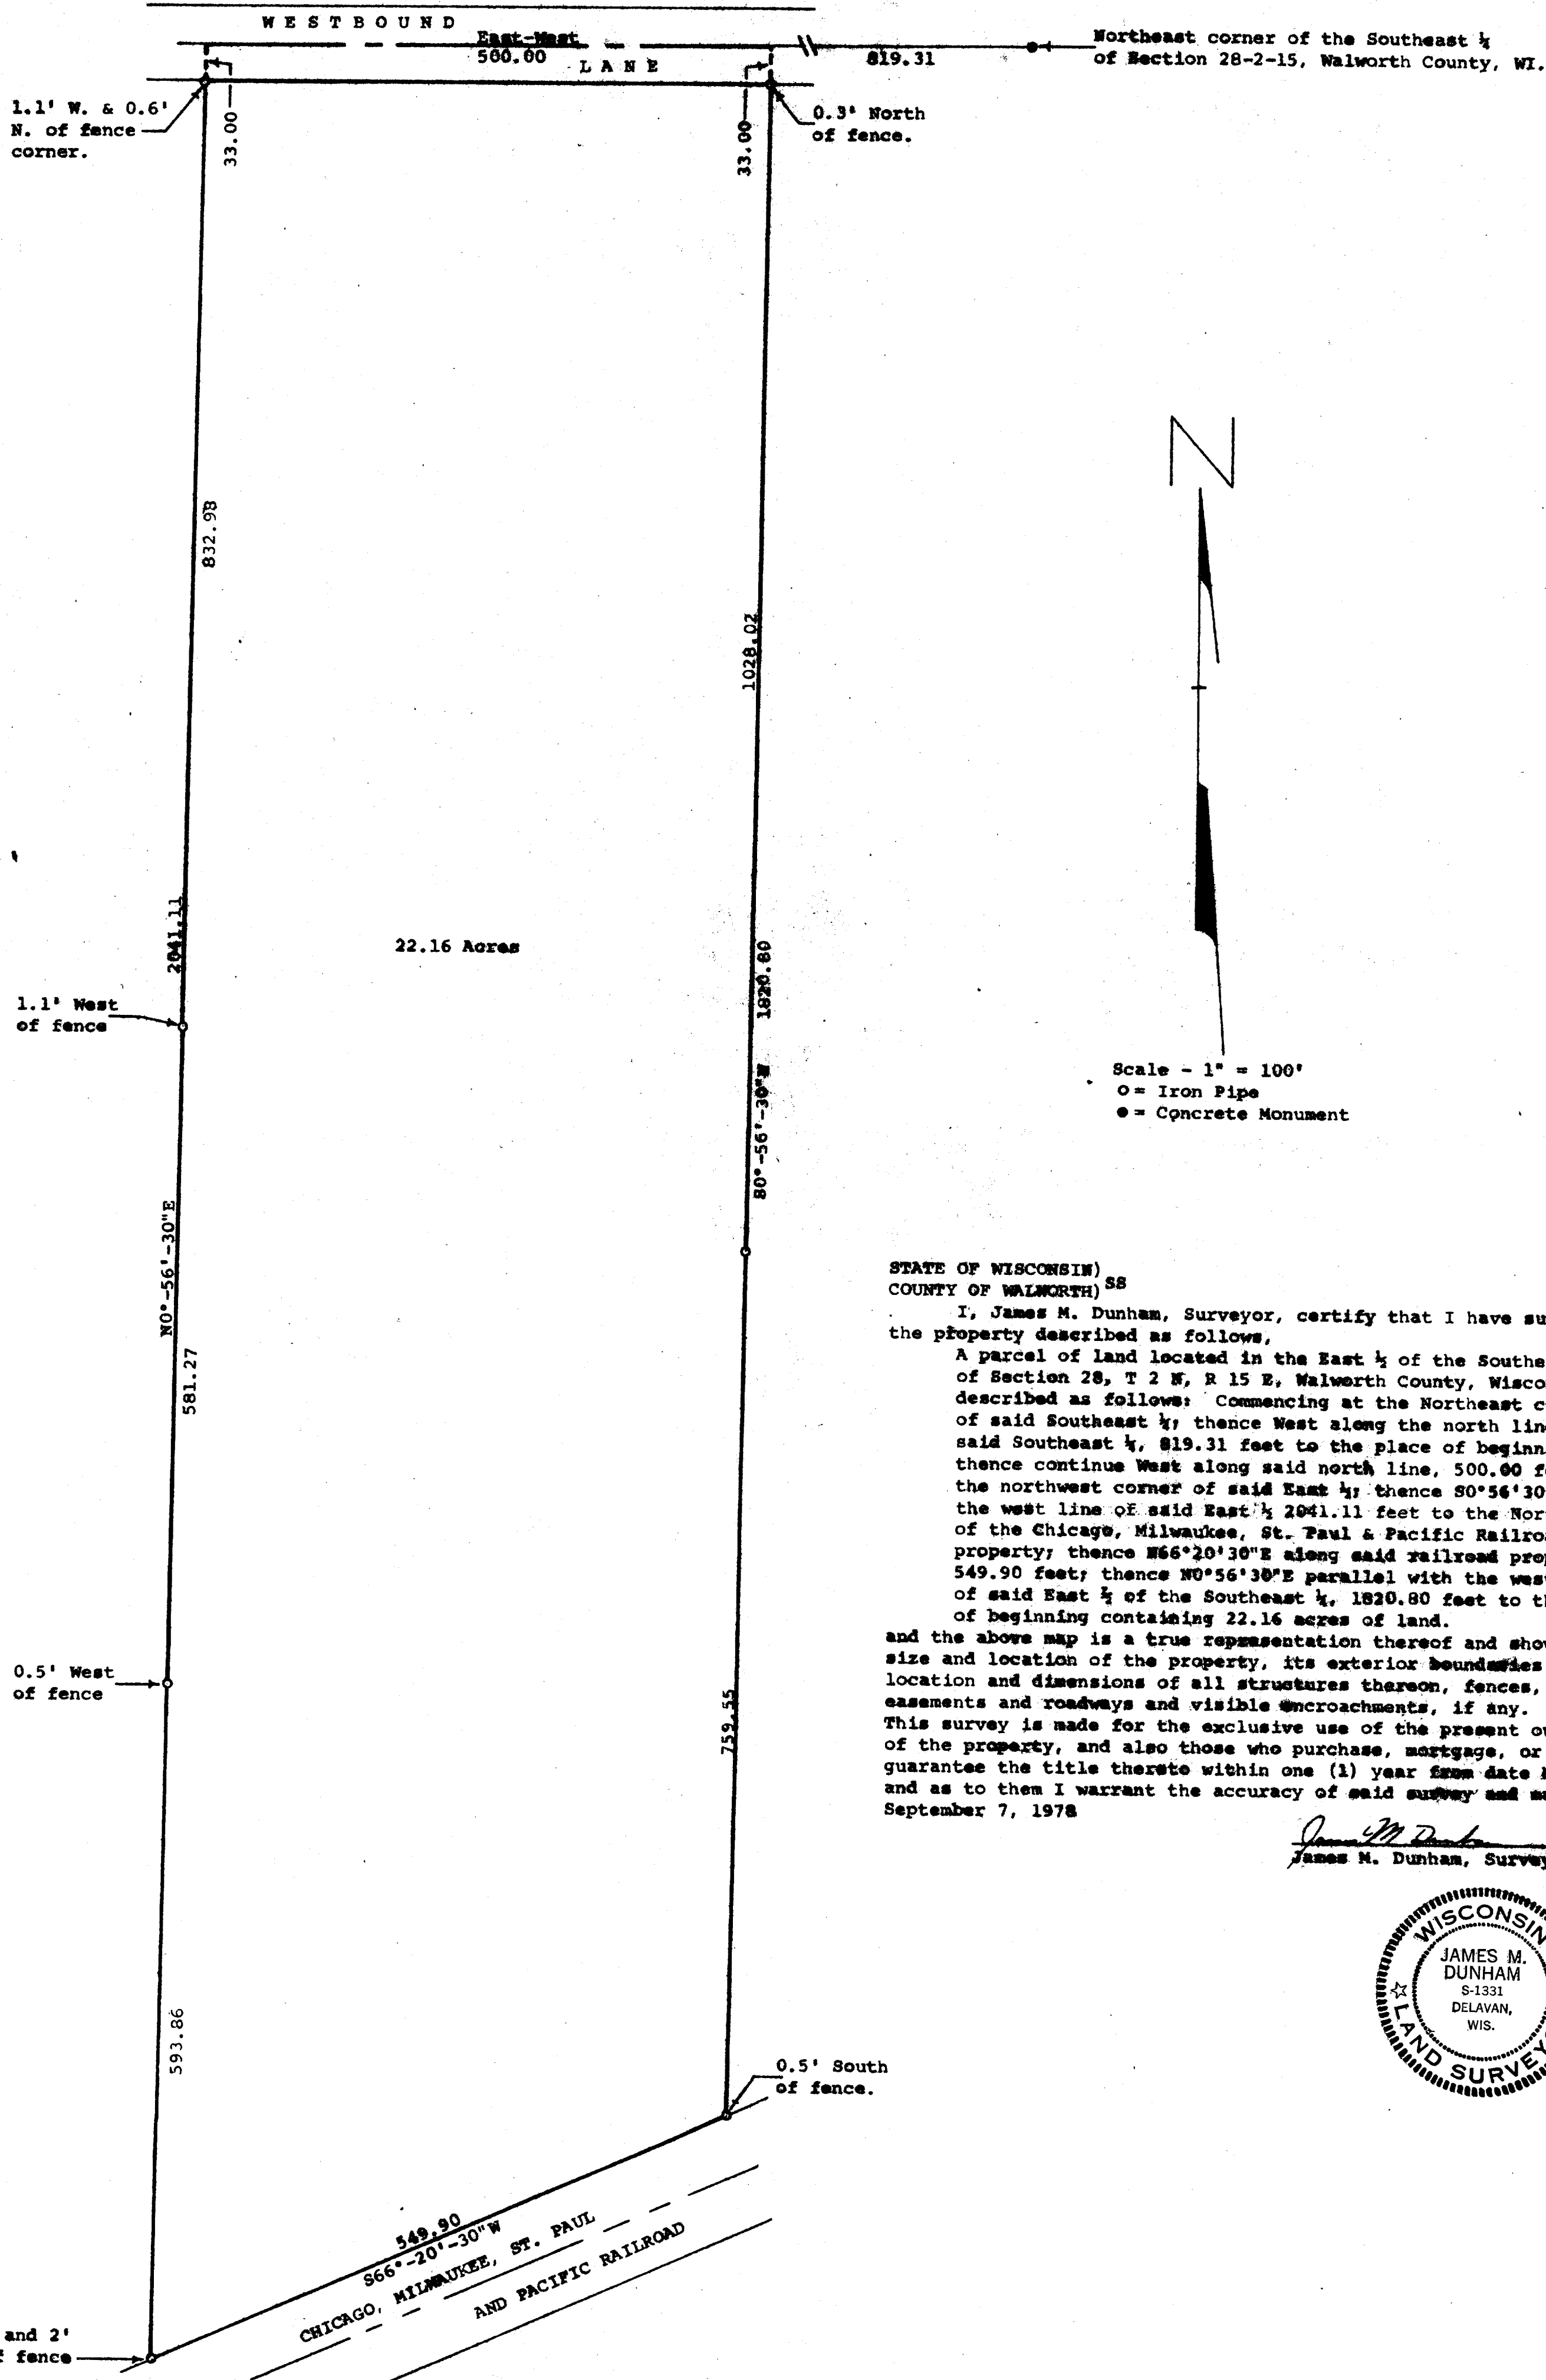 WESTBOUND
East-West
500.00
LANE
819.31
Northeast corner of the Southeast ¼
of Section 28-2-15, Walworth County, WI.
1.1' W. & 0.6'
N. of fence
corner.
33.00
33.00
0.3' North
of fence.
N
832.98
1028.02
2041.11
22.16 Acres
1820.80
1.1' West
of fence
Scale - 1" = 100'
O = Iron Pipe
● = Concrete Monument
S0°-56'-30"W
N0°-56'-30"E
581.27
STATE OF WISCONSIN)
COUNTY OF WALWORTH) SS
I, James M. Dunham, Surveyor, certify that I have su
the property described as follows,
A parcel of land located in the East ½ of the Southe
of Section 28, T 2 N, R 15 E, Walworth County, Wisco
described as follows: Commencing at the Northeast c
of said Southeast ¼; thence West along the north lin
said Southeast ¼, 819.31 feet to the place of beginn
thence continue West along said north line, 500.00 f
the northwest corner of said East ½; thence S0°56'30
the west line of said East ½ 2041.11 feet to the Nor
of the Chicago, Milwaukee, St. Paul & Pacific Railro
property; thence N66°20'30"E along said railroad pro
549.90 feet; thence N0°56'30"E parallel with the wes
of said East ½ of the Southeast ¼, 1820.80 feet to t
of beginning containing 22.16 acres of land.
and the above map is a true representation thereof and sho
size and location of the property, its exterior boundaries
location and dimensions of all structures thereon, fences,
easements and roadways and visible encroachments, if any.
This survey is made for the exclusive use of the present o
of the property, and also those who purchase, mortgage, or
guarantee the title thereto within one (1) year from date
and as to them I warrant the accuracy of said survey and m
September 7, 1978
0.5' West
of fence
759.55
James M Dunham
James M. Dunham, Survey
WISCONSIN
JAMES M.
DUNHAM
S-1331
DELAVAN,
WIS.
LAND SURVEY
593.86
0.5' South
of fence.
549.90
S66°-20'-30"W
CHICAGO, MILWAUKEE, ST. PAUL
AND PACIFIC RAILROAD
and 2'
fence